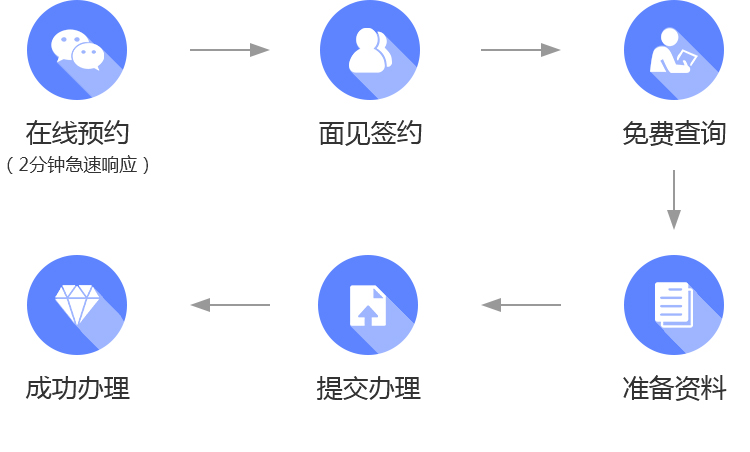 在线预约
（2分钟急速响应）
面见签约
免费查询
准备资料
提交办理
成功办理